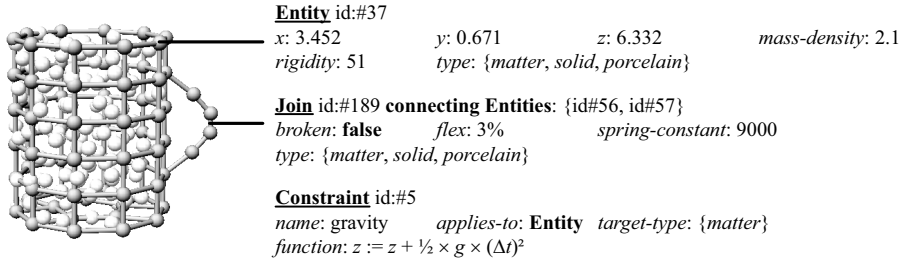 Entity id:#37
x: 3.452 y: 0.671 z: 6.332 mass-density: 2.1
rigidity: 51 type: {matter, solid, porcelain}
Join id:#189 connecting Entities: {id#56, id#57}
broken: false flex: 3% spring-constant: 9000
type: {matter, solid, porcelain}
Constraint id:#5
name: gravity applies-to: Entity target-type: {matter}
function: z := z + ½ × g × (Δt)²